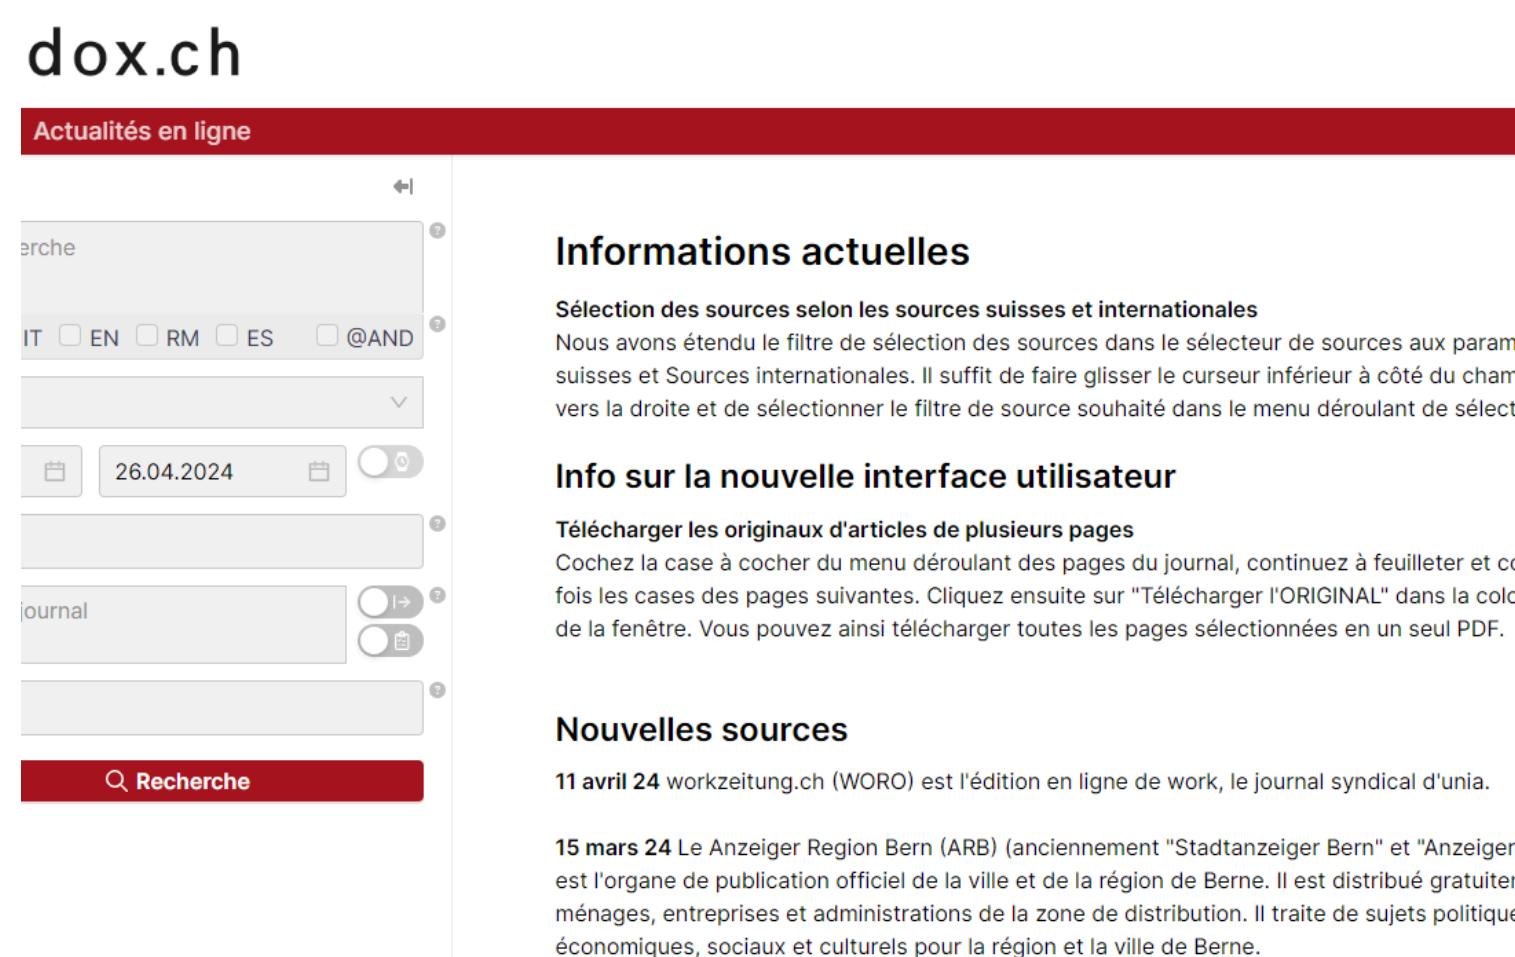 dox.ch
Actualités en ligne
erche
IT EN RM ES @AND
26.04.2024
journal
Recherche
Informations actuelles
Sélection des sources selon les sources suisses et internationales
Nous avons étendu le filtre de sélection des sources dans le sélecteur de sources aux param
suisses et Sources internationales. Il suffit de faire glisser le curseur inférieur à côté du cham
vers la droite et de sélectionner le filtre de source souhaité dans le menu déroulant de sélect
Info sur la nouvelle interface utilisateur
Télécharger les originaux d'articles de plusieurs pages
Cochez la case à cocher du menu déroulant des pages du journal, continuez à feuilleter et co
fois les cases des pages suivantes. Cliquez ensuite sur "Télécharger l'ORIGINAL" dans la colo
de la fenêtre. Vous pouvez ainsi télécharger toutes les pages sélectionnées en un seul PDF.
Nouvelles sources
11 avril 24 workzeitung.ch (WORO) est l'édition en ligne de work, le journal syndical d'unia.
15 mars 24 Le Anzeiger Region Bern (ARB) (anciennement "Stadtanzeiger Bern" et "Anzeiger
est l'organe de publication officiel de la ville et de la région de Berne. Il est distribué gratuiter
ménages, entreprises et administrations de la zone de distribution. Il traite de sujets politique
économiques, sociaux et culturels pour la région et la ville de Berne.